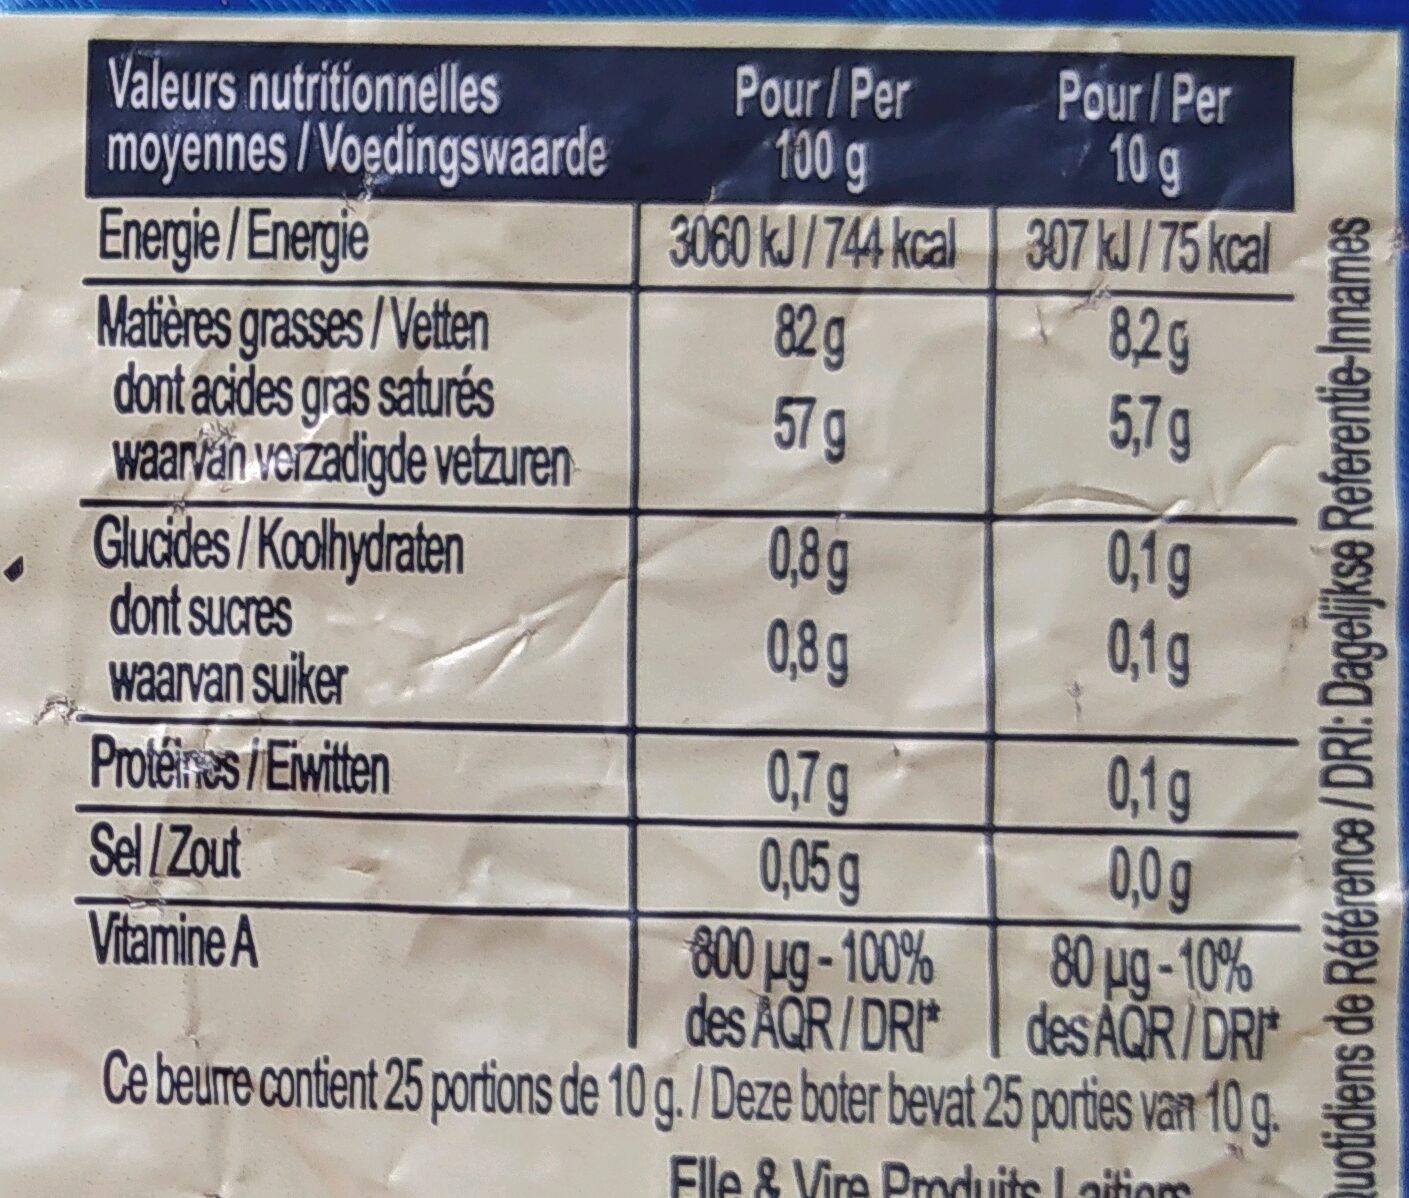 Valeurs nutritionnelles
moyennes / Voedingswaarde
Pour / Per
100 g
Pour / Per
10 g
Energie / Energie 3060 kJ / 744 kcal 307 kJ / 75 kcal
Matières grasses / Vetten 82 g 8,2 g
dont acides gras saturés
waarvan verzadigde vetzuren 57 g 5,7 g
Glucides / Koolhydraten 0,8 g 0,1 g
dont sucres
waarvan suiker 0,8 g 0,1 g
Protéines / Eiwitten 0,7 g 0,1 g
Sel / Zout 0,05 g 0,0 g
Vitamine A 800 µg - 100% 80 µg - 10%
des AQR / DRI* des AQR / DRI*
Ce beurre contient 25 portions de 10 g. / Deze boter bevat 25 porties van 10 g.
Elle & Vire Produits Laitiers
de Référence / DRI: Dagelijkse Referentie-Innames